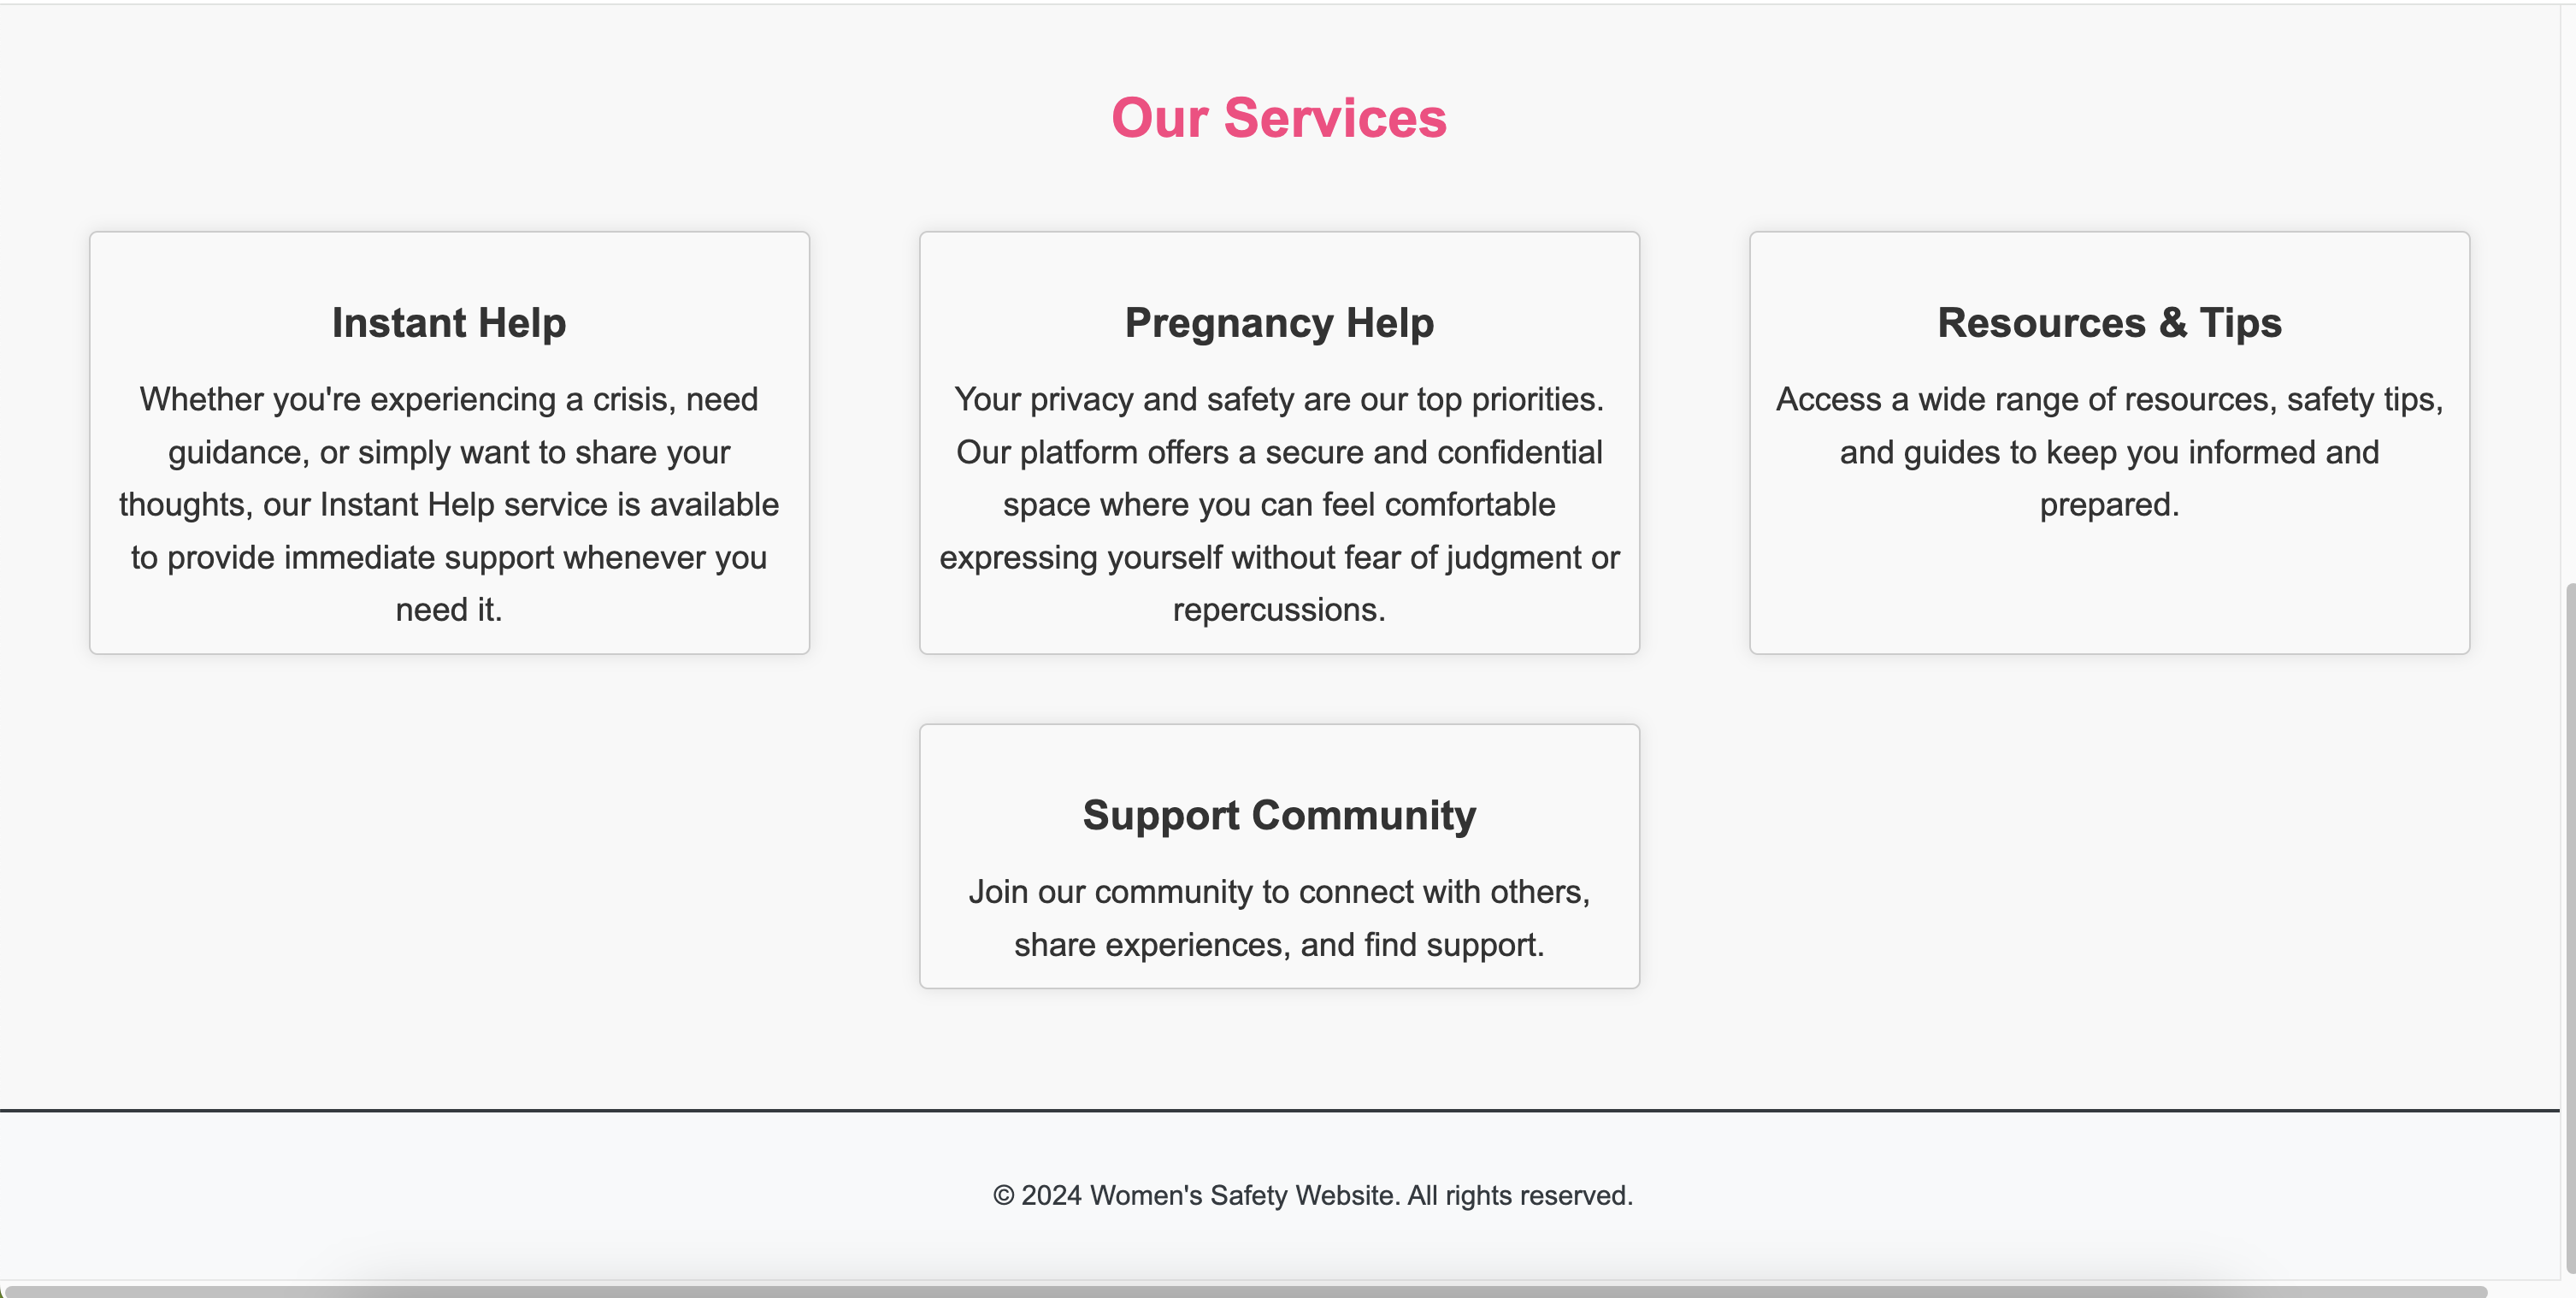 Our Services
Instant Help
Whether you're experiencing a crisis, need
guidance, or simply want to share your
thoughts, our Instant Help service is available
to provide immediate support whenever you
need it.
Pregnancy Help
Your privacy and safety are our top priorities.
Our platform offers a secure and confidential
space where you can feel comfortable
expressing yourself without fear of judgment or
repercussions.
Resources & Tips
Access a wide range of resources, safety tips,
and guides to keep you informed and
prepared.
Support Community
Join our community to connect with others,
share experiences, and find support.
© 2024 Women's Safety Website. All rights reserved.